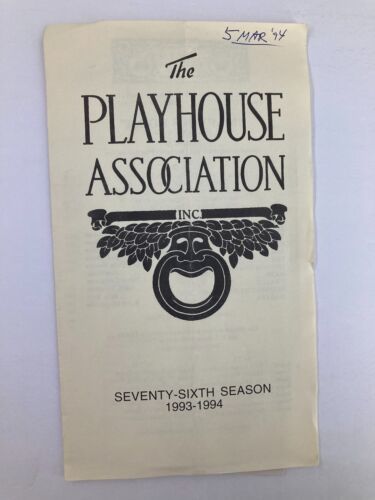 5 MAR '94
The
PLAYHOUSE
ASSOCIATION
INC.
SEVENTY-SIXTH SEASON
1993-1994